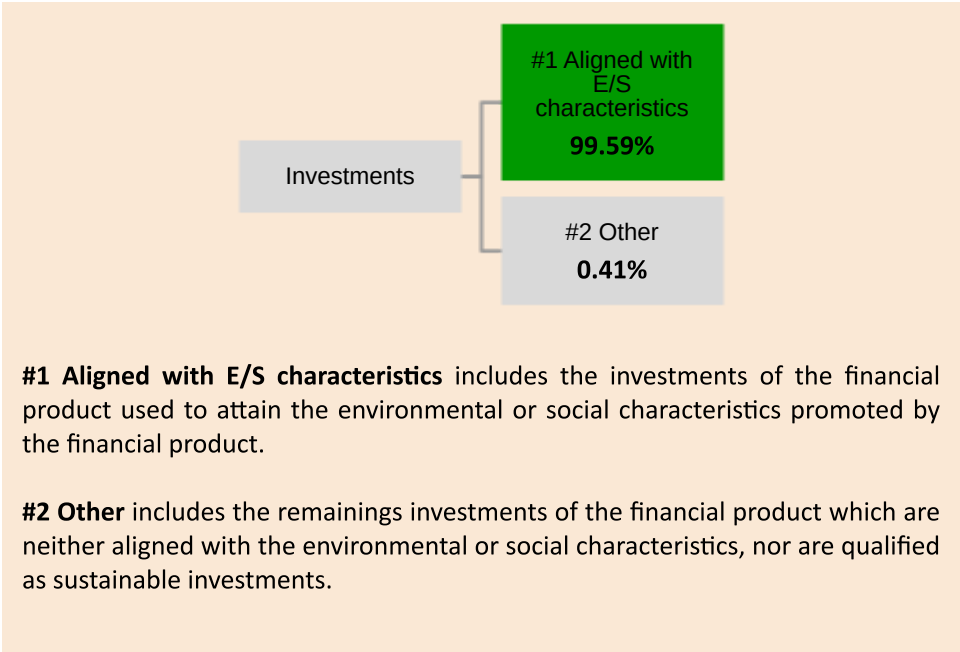 #1 Aligned with
E/S
characteristics
99.59%
Investments
#2 Other
0.41%
#1 Aligned with E/S characteristics includes the investments of the financial
product used to attain the environmental or social characteristics promoted by
the financial product.
#2 Other includes the remainings investments of the financial product which are
neither aligned with the environmental or social characteristics, nor are qualified
as sustainable investments.